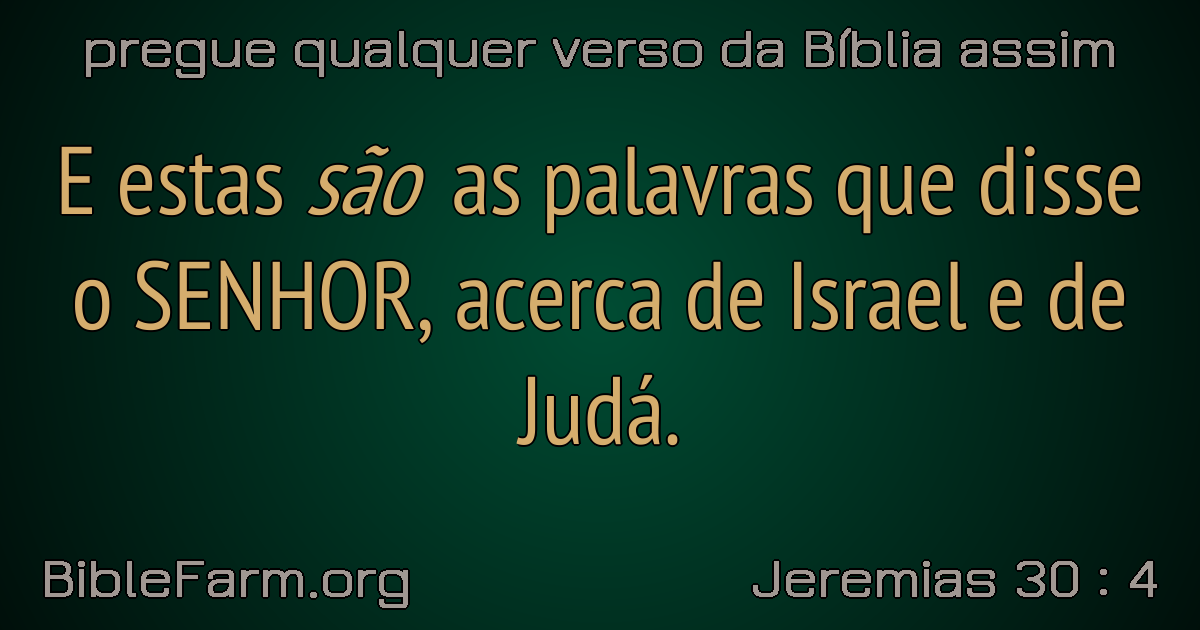 pregue qualquer verso da Bíblia assim
E estas são as palavras que disse
o SENHOR, acerca de Israel e de
Judá.
BibleFarm.org
Jeremias 30 : 4